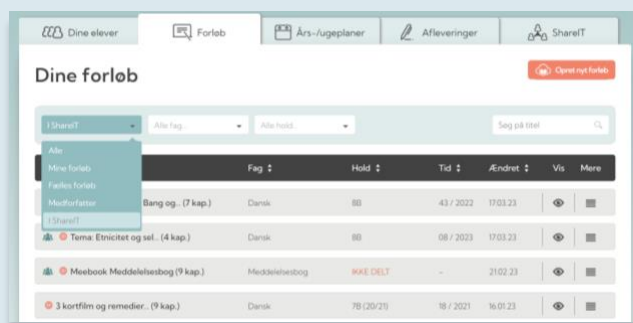 Dine elever
Forløb
Års-/ugeplaner
Afleveringer
ShareIT
Dine forløb
Opret nyt forløb
I ShareIT
Alle fag...
Alle hold...
Søg på titel
Alle
Mine forløb
Fælles forløb
Medforfatter
I ShareIT
Fag Hold Tid Ændret Vis Mere
Bang og.. (7 kap.) Dansk 8B 43 / 2022 17.03.23
Tema: Etnicitet og sel.. (4 kap.) Dansk 8B 08 / 2023 17.03.23
Meebook Meddelelsesbog (9 kap.) Meddelelsesbog IKKE DELT - 21.02.23
3 kortfilm og remedier.. (9 kap.) Dansk 7B (20/21) 18 / 2021 16.01.23